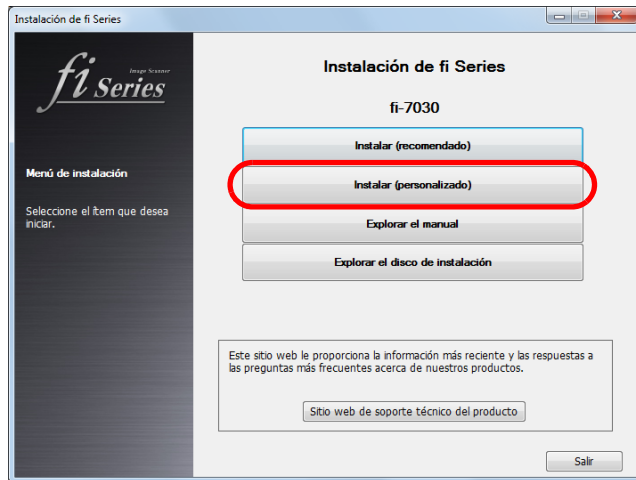 Instalación de fi Series
fi Series
Image Scanner
Menú de instalación
Seleccione el ítem que desea
iniciar.
Instalación de fi Series
fi-7030
Instalar (recomendado)
Instalar (personalizado)
Explorar el manual
Explorar el disco de instalación
Este sitio web le proporciona la información más reciente y las respuestas a
las preguntas más frecuentes acerca de nuestros productos.
Sitio web de soporte técnico del producto
Salir